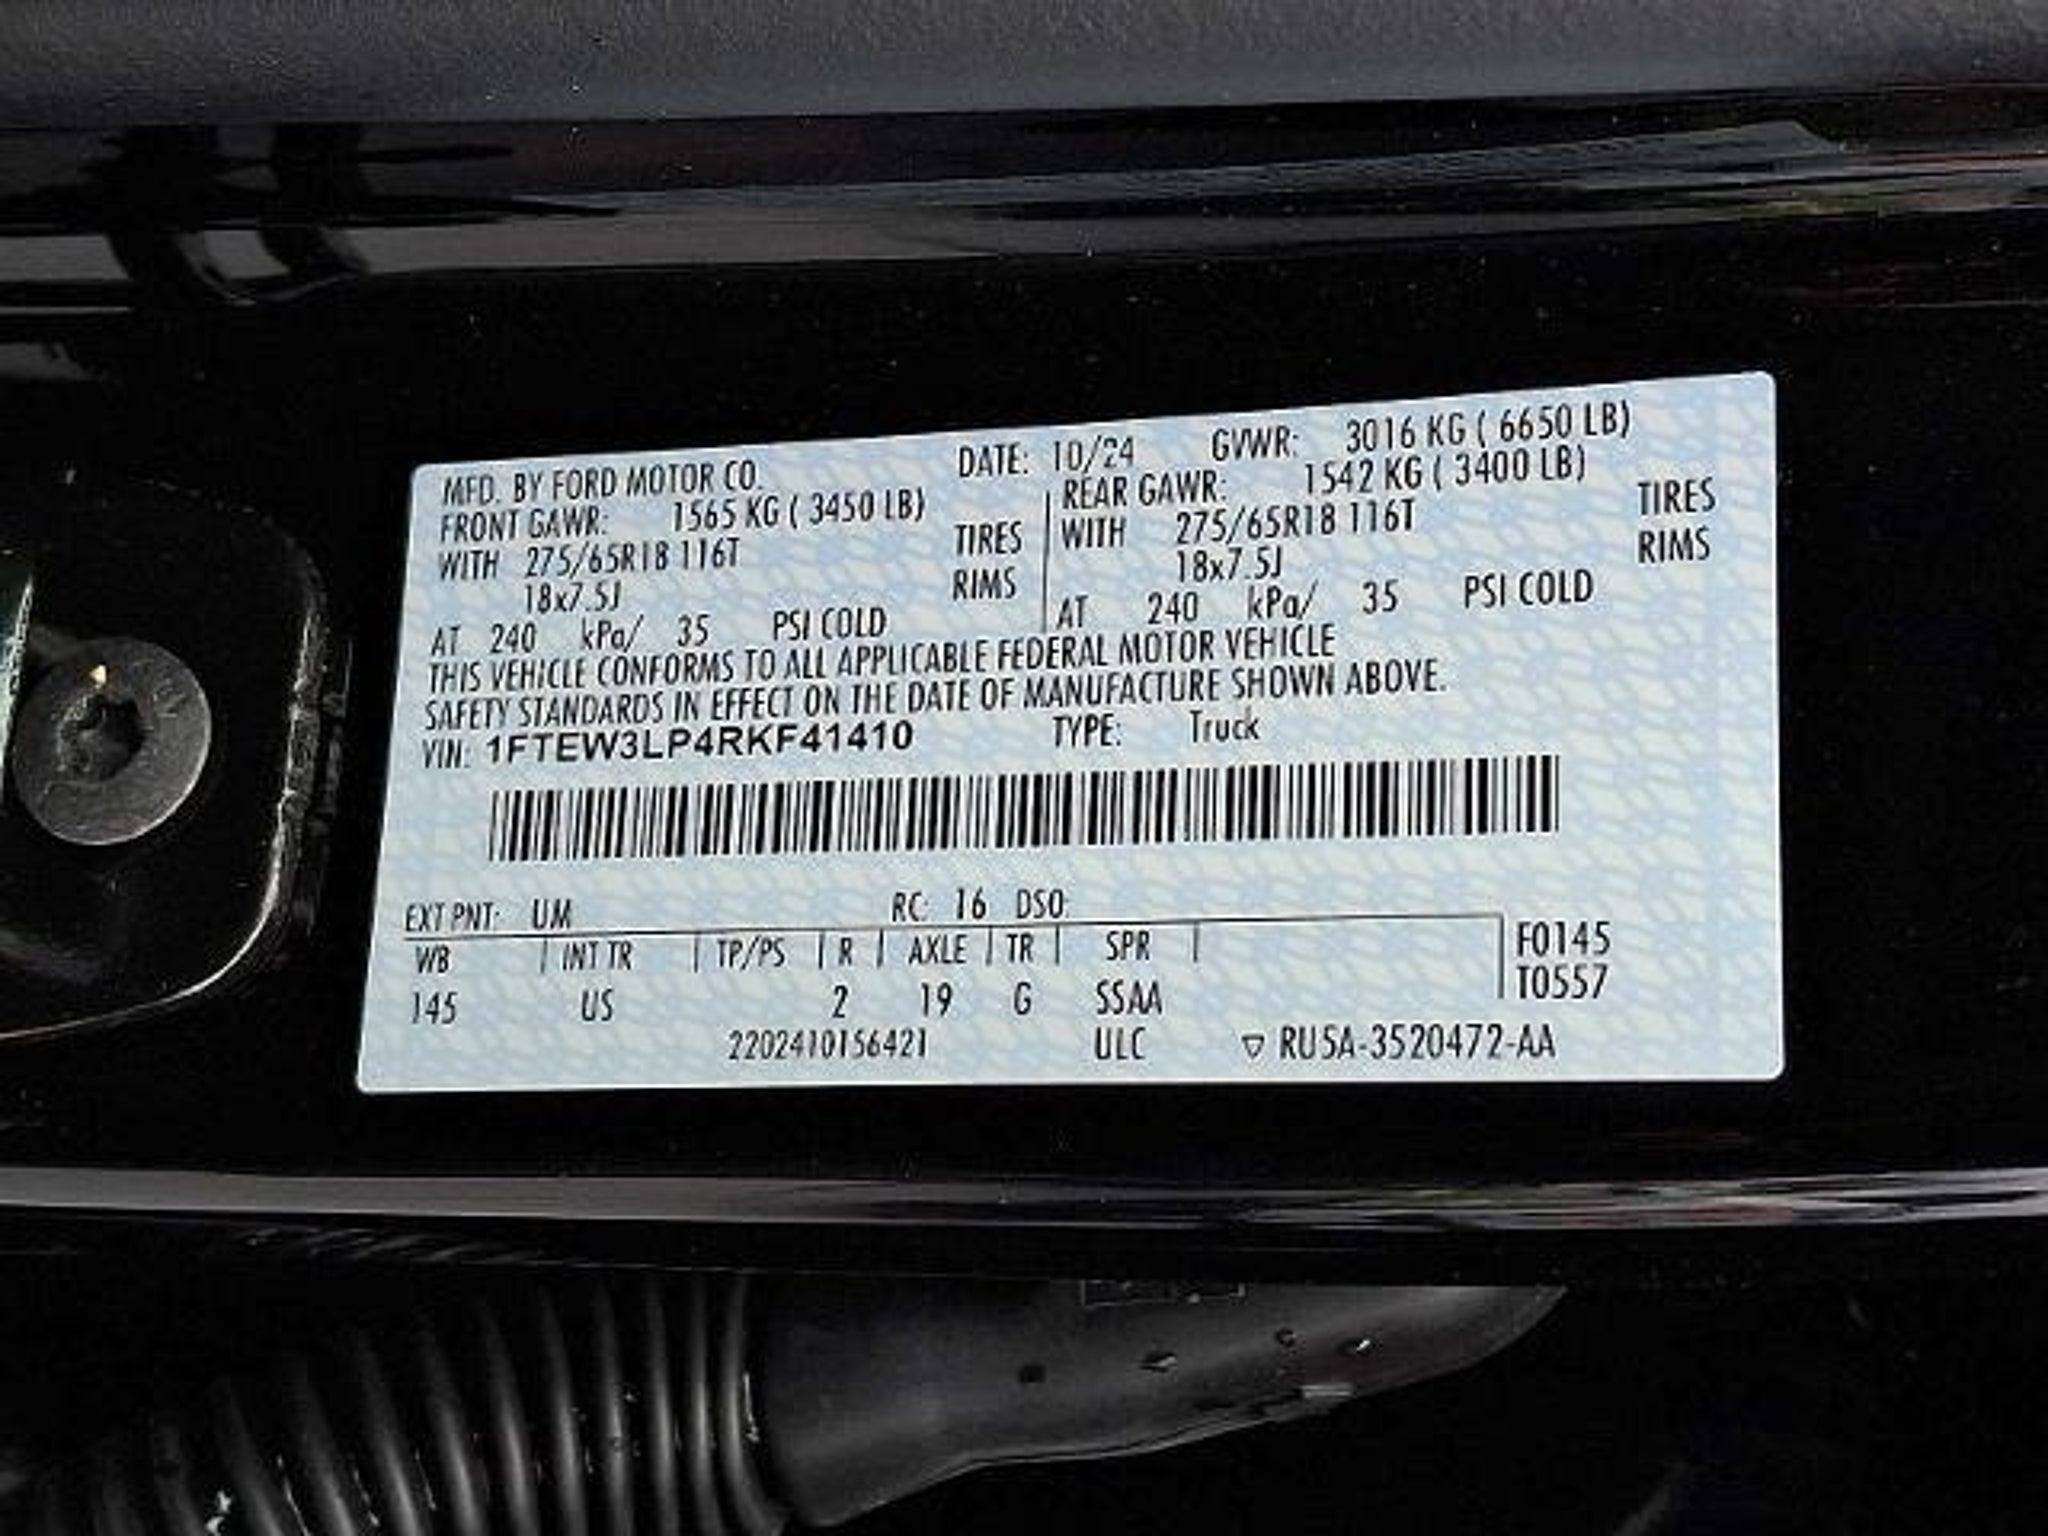 MFD. BY FORD MOTOR CO. DATE: 10/24 GVWR: 3016 KG ( 6650 LB)
FRONT GAWR: 1565 KG ( 3450 LB) REAR GAWR: 1542 KG ( 3400 LB)
WITH 275/65R18 116T TIRES WITH 275/65R18 116T TIRES
18x7.5J RIMS 18x7.5J RIMS
AT 240 kPa/ 35 PSI COLD AT 240 kPa/ 35 PSI COLD
THIS VEHICLE CONFORMS TO ALL APPLICABLE FEDERAL MOTOR VEHICLE
SAFETY STANDARDS IN EFFECT ON THE DATE OF MANUFACTURE SHOWN ABOVE.
VIN: 1FTEW3LP4RKF41410 TYPE: Truck
EXT PNT: UM RC: 16 DSO:
WB INT TR TP/PS R AXLE TR SPR F0145
145 US 2 19 G SSAA T0557
2202410156421 ULC ▽ RU5A-3520472-AA